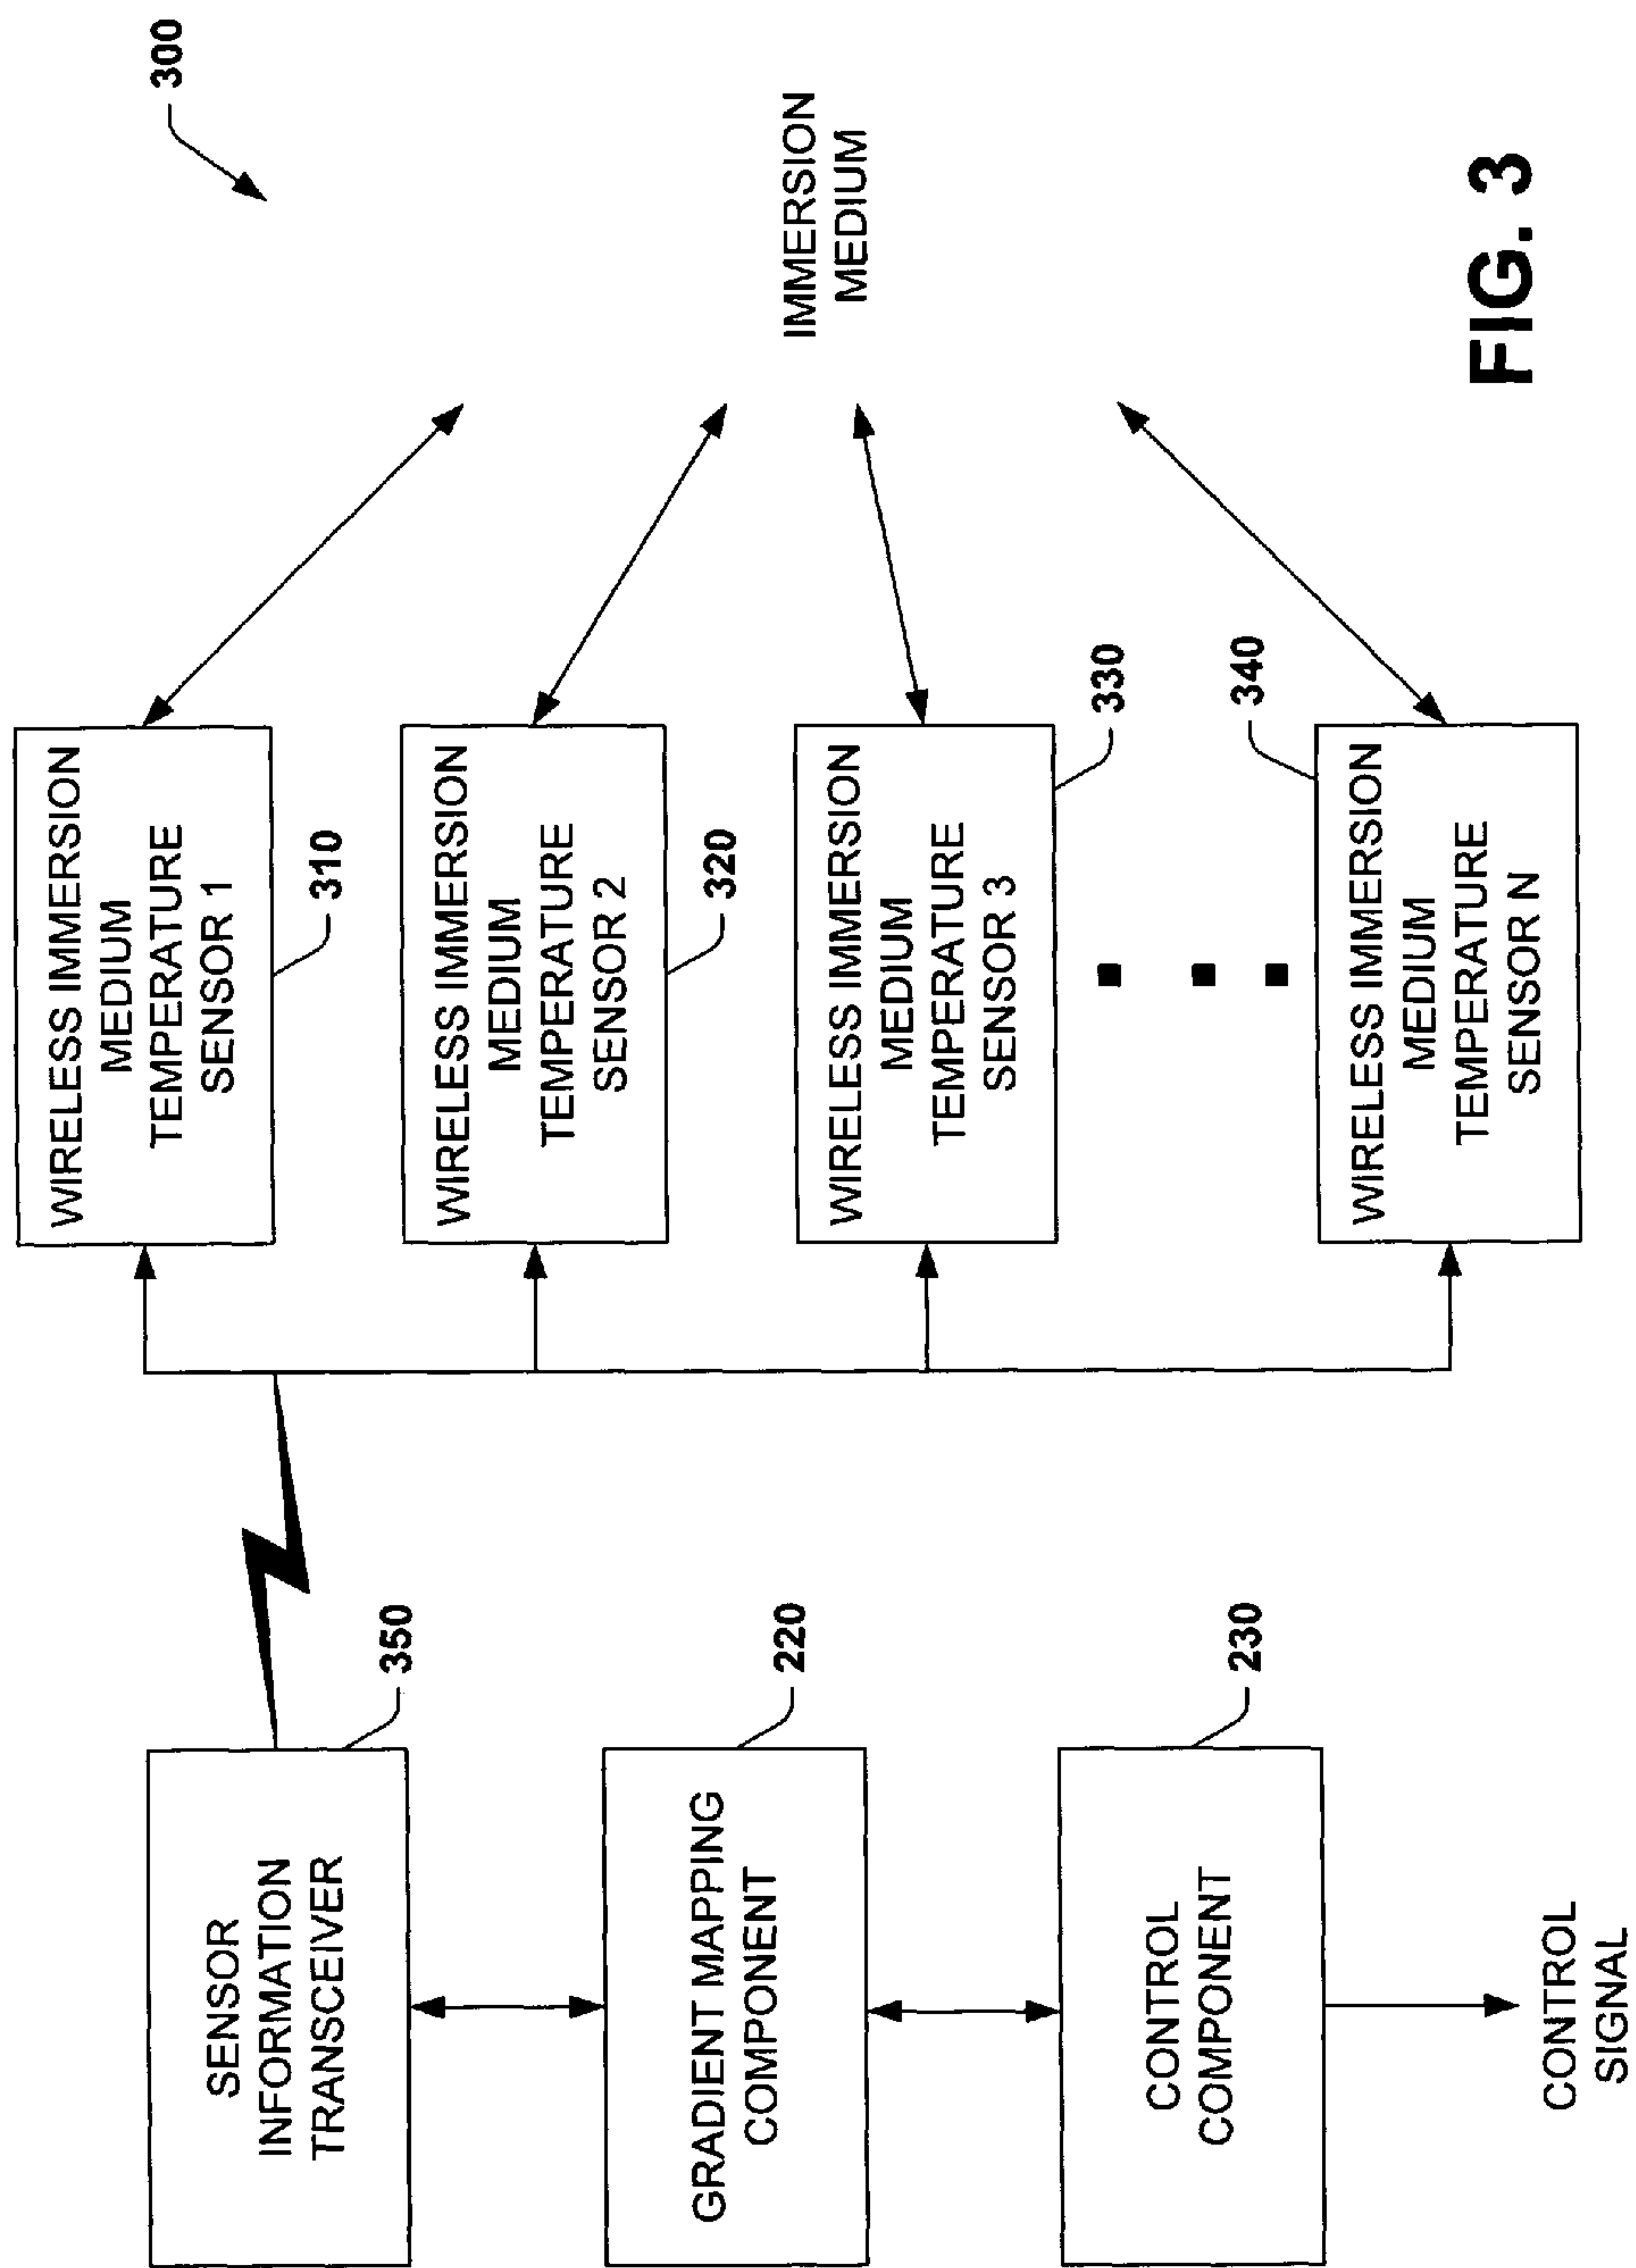 300
SENSOR
INFORMATION
TRANSCEIVER
350
GRADIENT MAPPING
COMPONENT
220
CONTROL
COMPONENT
230
CONTROL
SIGNAL
WIRELESS IMMERSION
MEDIUM
TEMPERATURE
SENSOR 1
310
WIRELESS IMMERSION
MEDIUM
TEMPERATURE
SENSOR 2
320
WIRELESS IMMERSION
MEDIUM
TEMPERATURE
SENSOR 3
330
340
WIRELESS IMMERSION
MEDIUM
TEMPERATURE
SENSOR N
IMMERSION
MEDIUM
FIG. 3